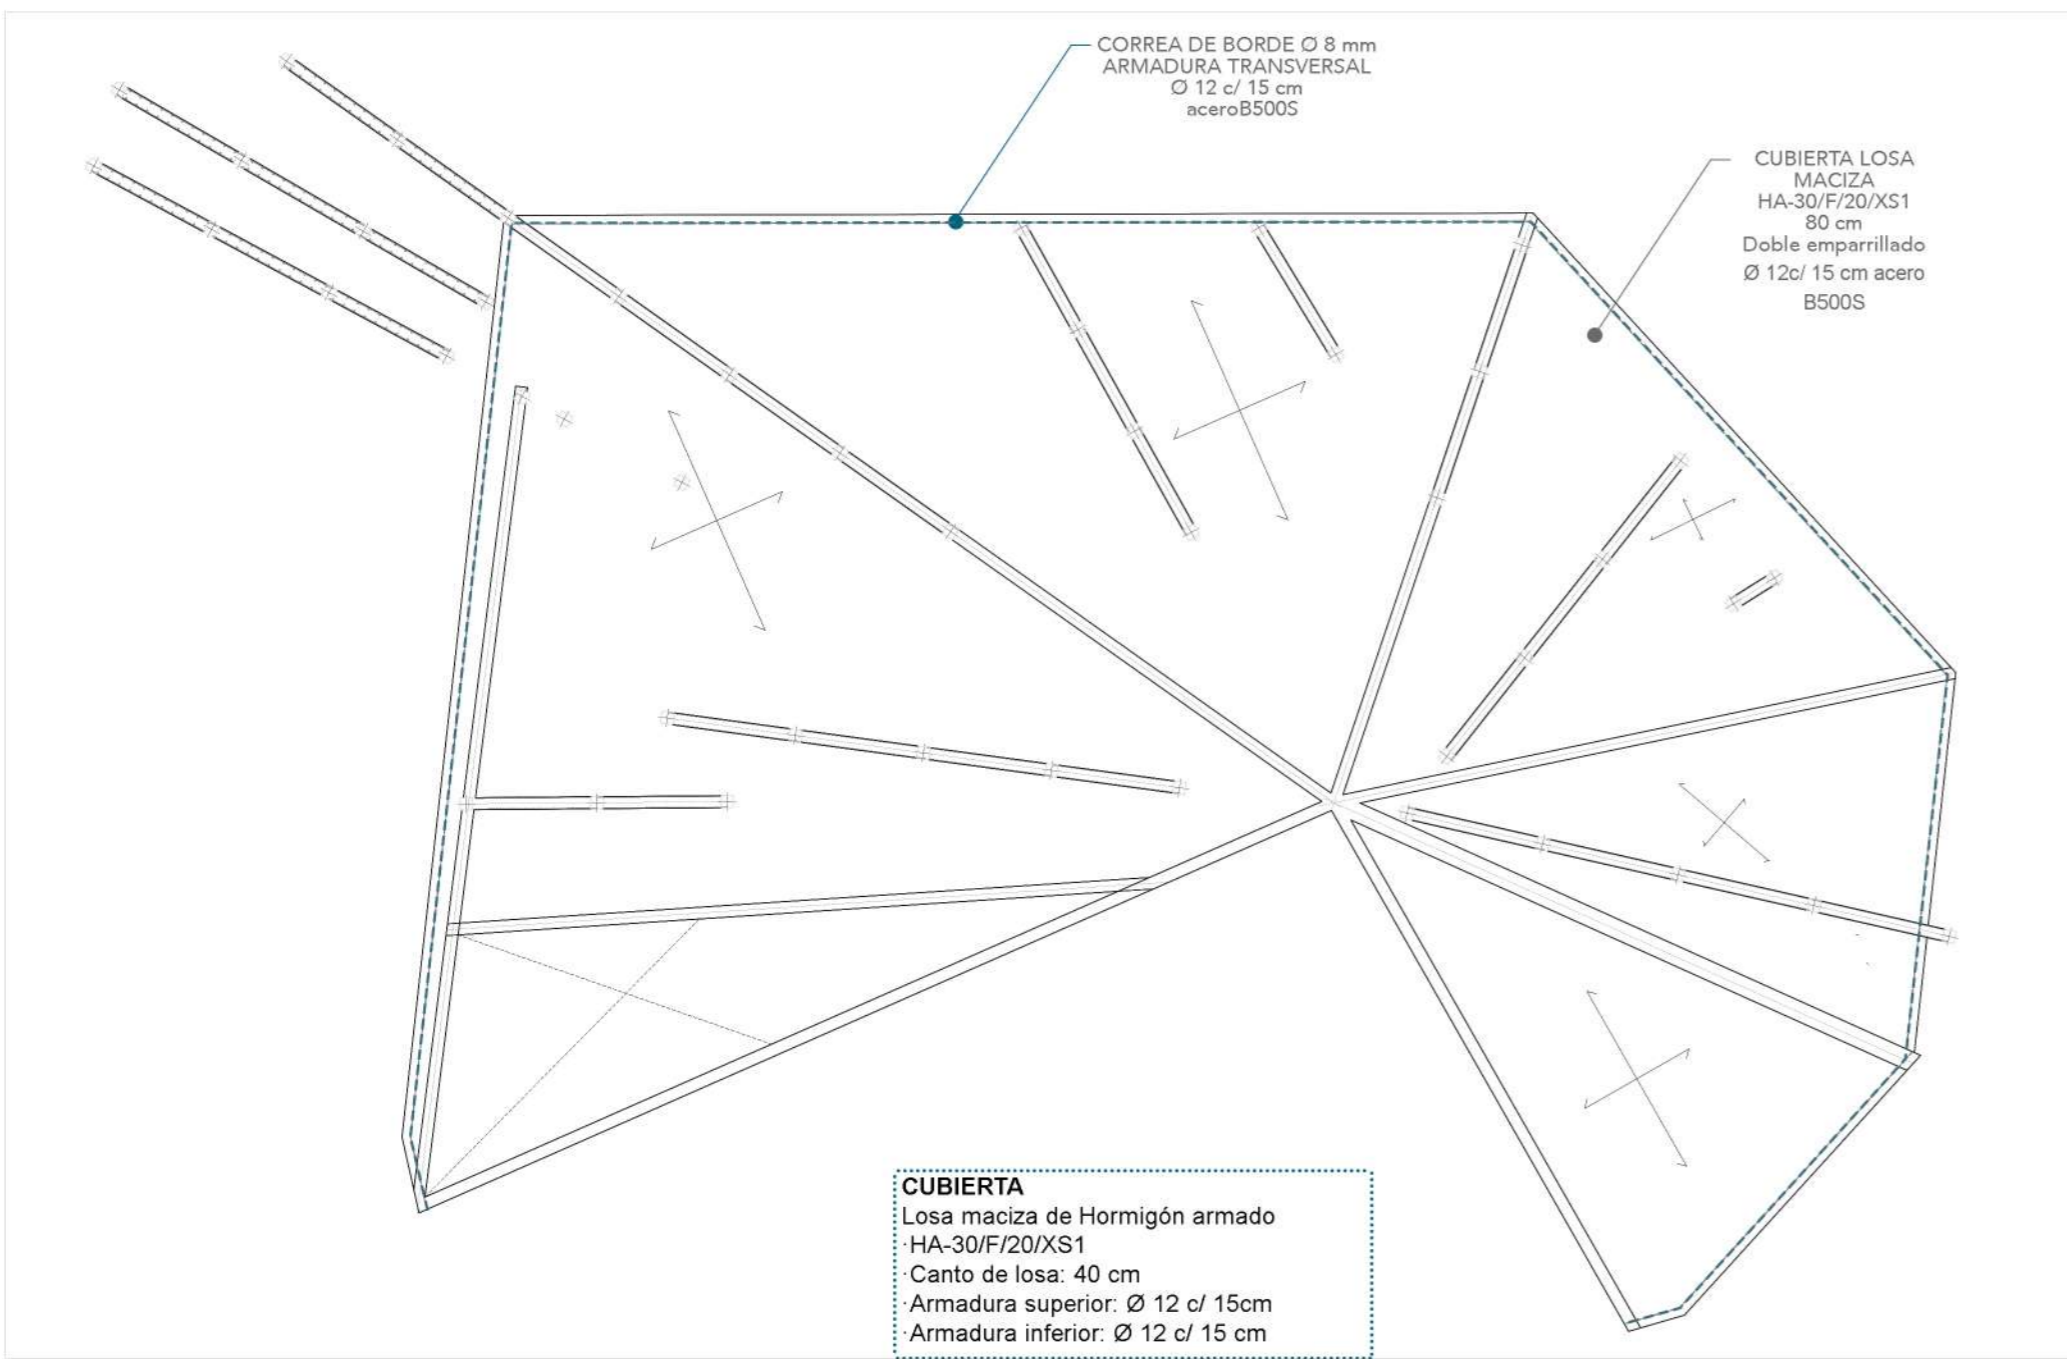 CORREA DE BORDE Ø 8 mm
ARMADURA TRANSVERSAL
Ø 12 c/ 15 cm
aceroB500S
CUBIERTA LOSA
MACIZA
HA-30/F/20/XS1
80 cm
Doble emparrillado
Ø 12c/ 15 cm acero
B500S
CUBIERTA
Losa maciza de Hormigón armado
·HA-30/F/20/XS1
·Canto de losa: 40 cm
·Armadura superior: Ø 12 c/ 15cm
·Armadura inferior: Ø 12 c/ 15 cm